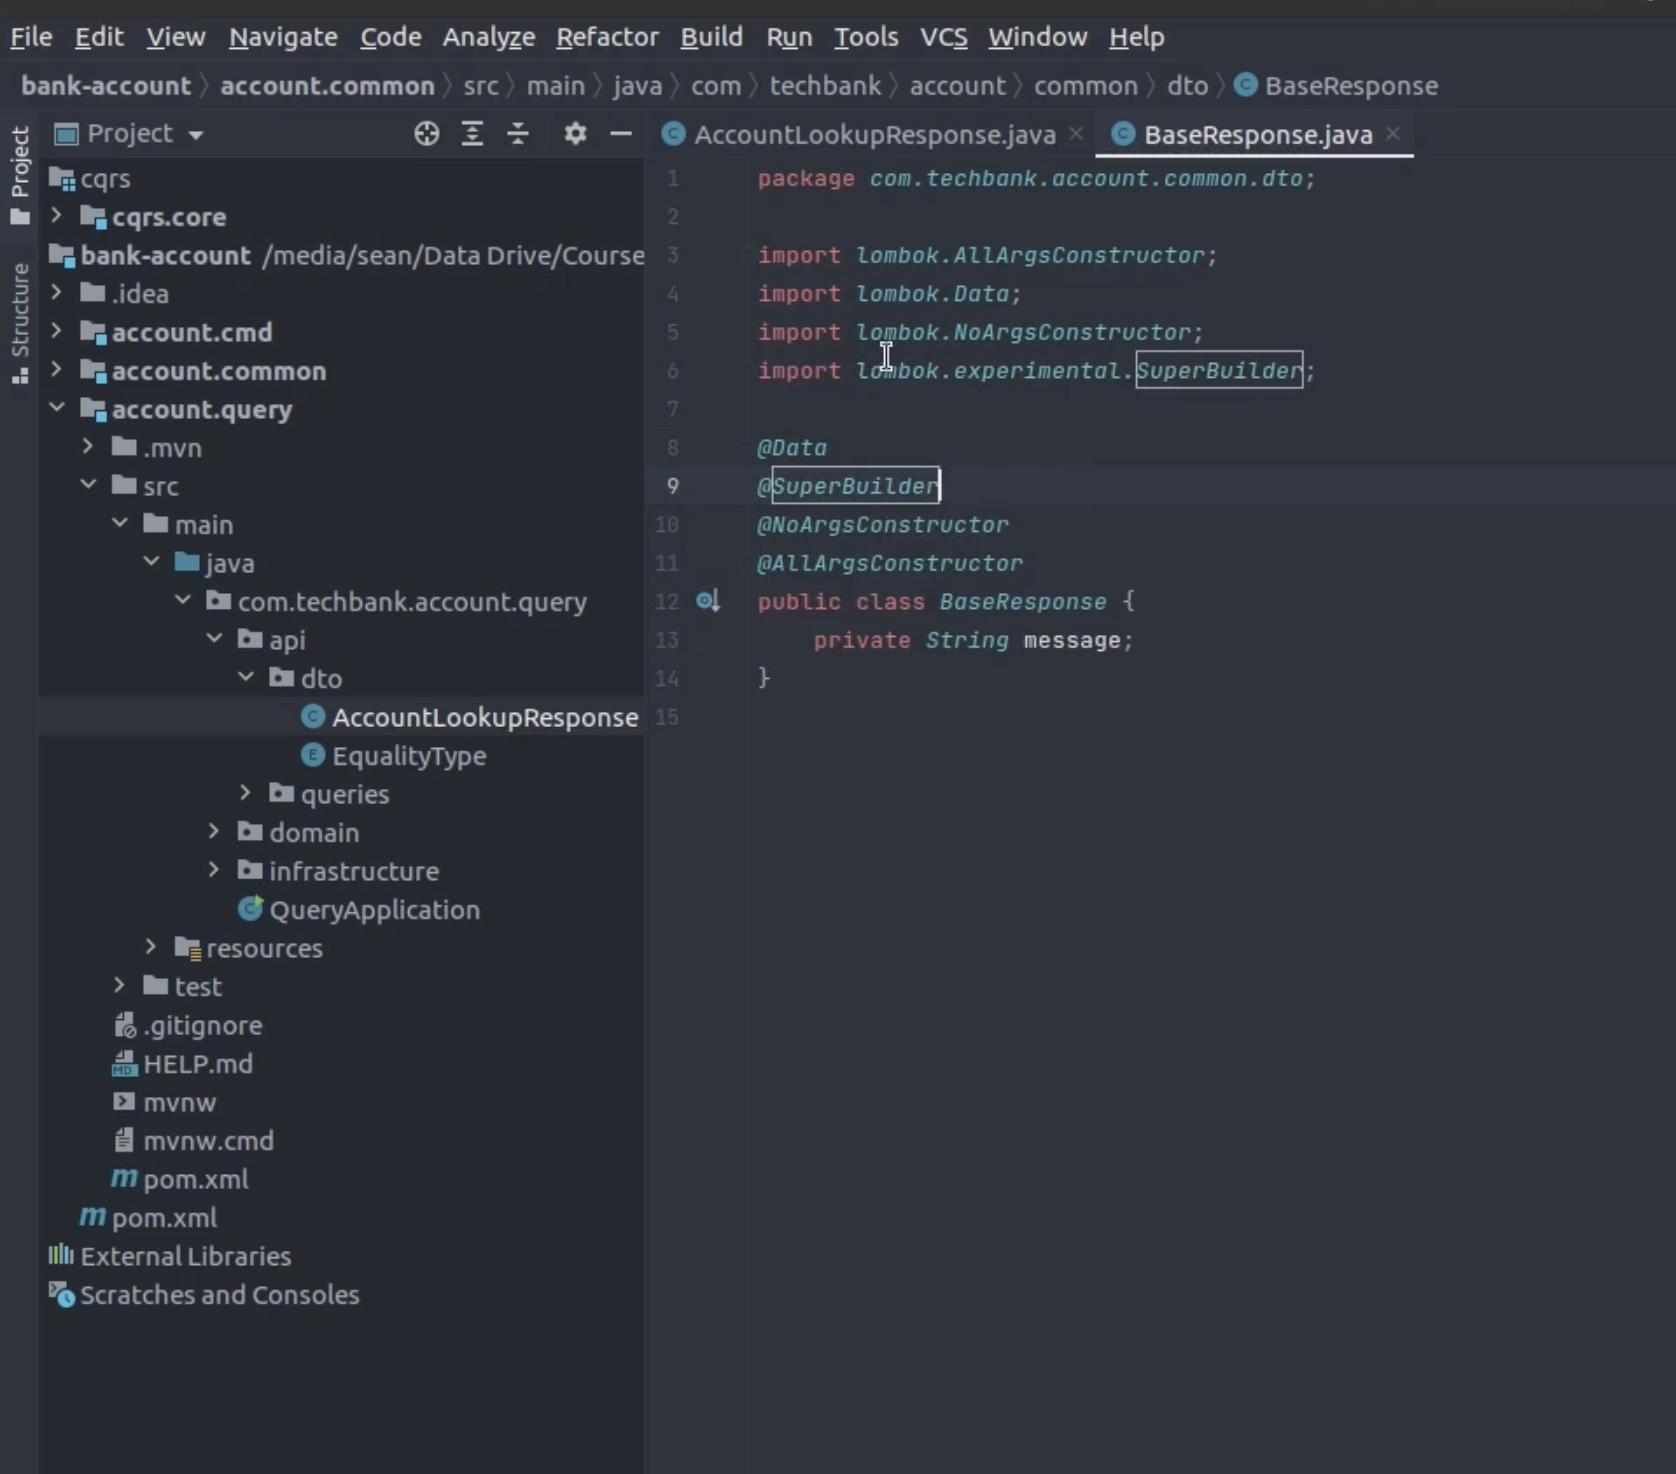 File Edit View Navigate Code Analyze Refactor Build Run Tools VCS Window Help
bank-account 〉 account.common 〉 src 〉 main 〉 java 〉 com 〉 techbank 〉 account 〉 common 〉 dto 〉 BaseResponse
Project
Structure
Project
cqrs
cqrs.core
bank-account /media/sean/Data Drive/Course
.idea
account.cmd
account.common
account.query
.mvn
src
main
java
com.techbank.account.query
api
dto
AccountLookupResponse
EqualityType
queries
domain
infrastructure
QueryApplication
resources
test
.gitignore
HELP.md
mvnw
mvnw.cmd
pom.xml
pom.xml
External Libraries
Scratches and Consoles
AccountLookupResponse.java × BaseResponse.java ×
1 package com.techbank.account.common.dto;
2
3 import lombok.AllArgsConstructor;
4 import lombok.Data;
5 import lombok.NoArgsConstructor;
6 import lombok.experimental.SuperBuilder;
7
8 @Data
9 @SuperBuilder
10 @NoArgsConstructor
11 @AllArgsConstructor
12 public class BaseResponse {
13 private String message;
14 }
15